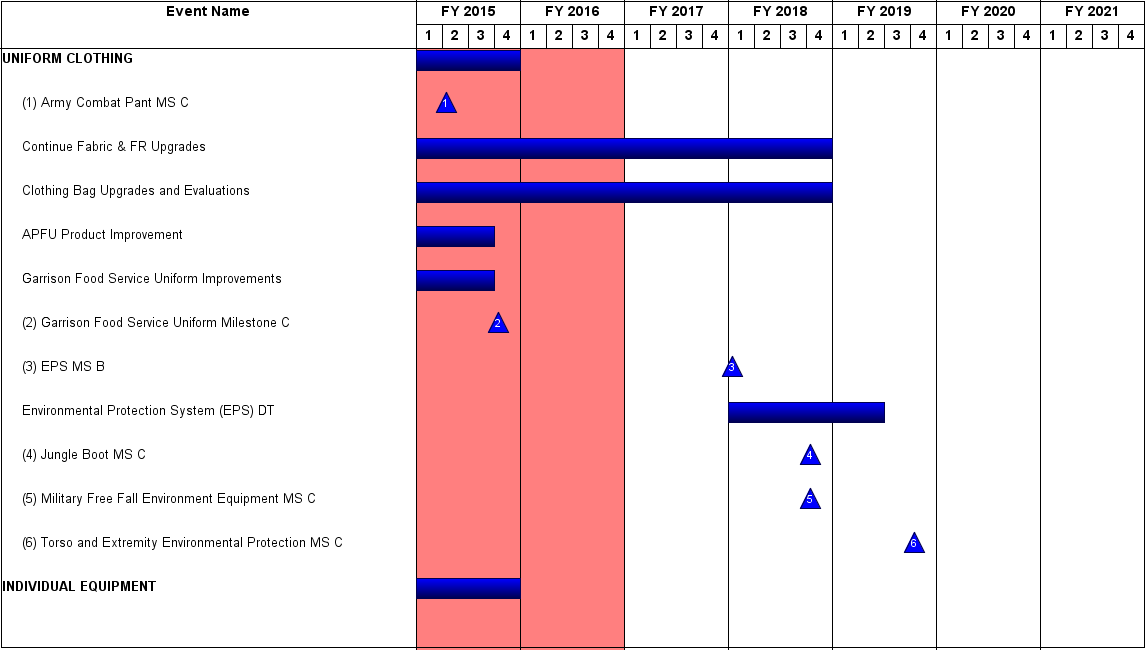 Event Name FY 2015 FY 2016 FY 2017 FY 2018 FY 2019 FY 2020 FY 2021
1 2 3 4 1 2 3 4 1 2 3 4 1 2 3 4 1 2 3 4 1 2 3 4 1 2 3 4
UNIFORM CLOTHING
(1) Army Combat Pant MS C 1
Continue Fabric & FR Upgrades
Clothing Bag Upgrades and Evaluations
APFU Product Improvement
Garrison Food Service Uniform Improvements
(2) Garrison Food Service Uniform Milestone C 2
(3) EPS MS B 3
Environmental Protection System (EPS) DT
(4) Jungle Boot MS C 4
(5) Military Free Fall Environment Equipment MS C 5
(6) Torso and Extremity Environmental Protection MS C 6
INDIVIDUAL EQUIPMENT